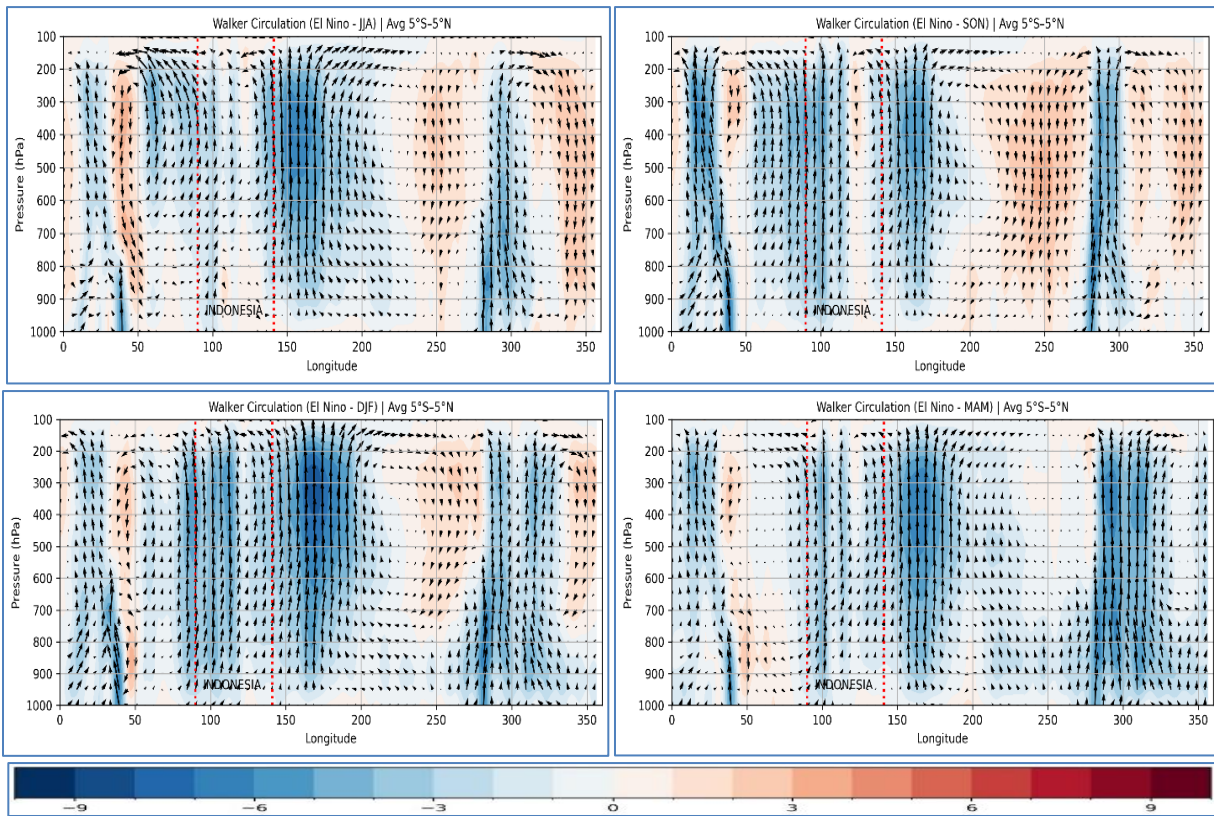 Walker Circulation (El Nino - JJA) | Avg 5°S–5°N
Pressure (hPa)
100
200
300
400
500
600
700
800
900
1000
INDONESIA
0 50 100 150 200 250 300 350
Longitude
Walker Circulation (El Nino - SON) | Avg 5°S–5°N
Pressure (hPa)
100
200
300
400
500
600
700
800
900
1000
INDONESIA
0 50 100 150 200 250 300 350
Longitude
Walker Circulation (El Nino - DJF) | Avg 5°S–5°N
Pressure (hPa)
100
200
300
400
500
600
700
800
900
1000
INDONESIA
0 50 100 150 200 250 300 350
Longitude
Walker Circulation (El Nino - MAM) | Avg 5°S–5°N
Pressure (hPa)
100
200
300
400
500
600
700
800
900
1000
INDONESIA
0 50 100 150 200 250 300 350
Longitude
−9 −6 −3 0 3 6 9